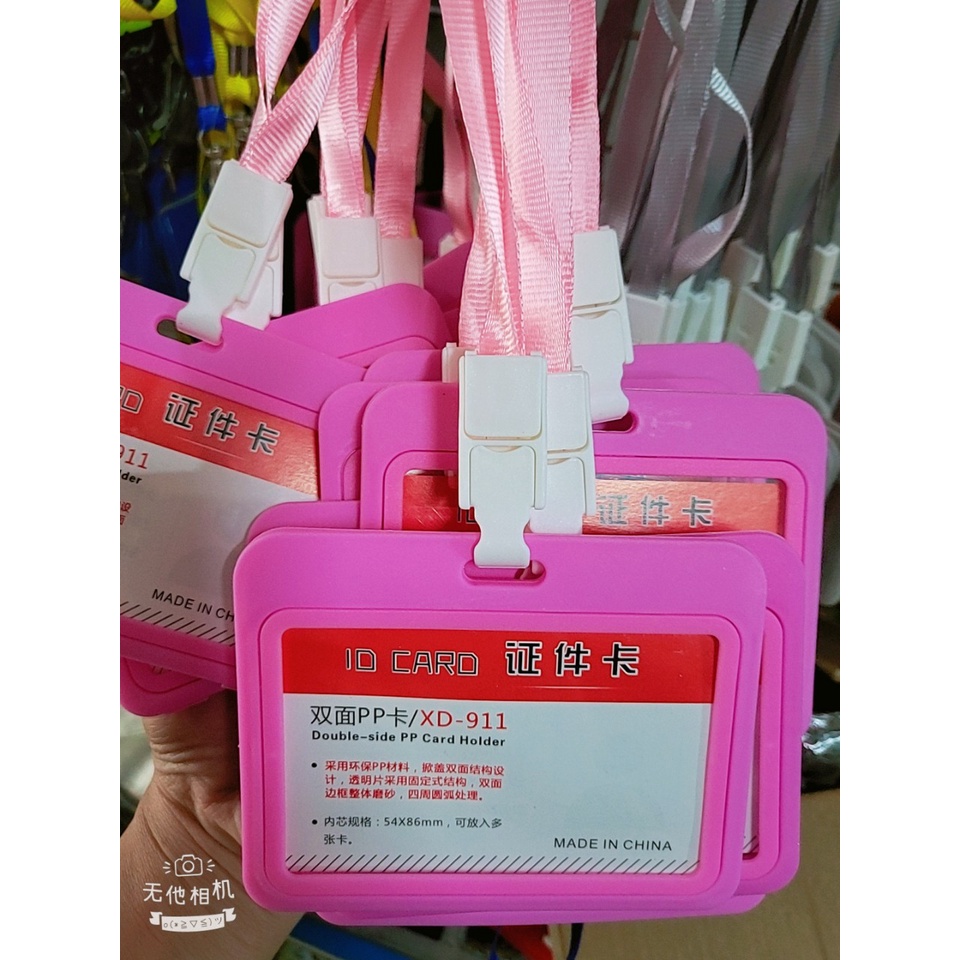 ID CARD 证件卡
双面PP卡/XD-911
Double-side PP Card Holder
• 采用环保PP材料，掀盖双面结构设
计，透明片采用固定式结构，双面
边框整体磨砂，四周圆弧处理。
• 内芯规格：54X86mm，可放入多
张卡。
MADE IN CHINA
证件卡
证件卡
911
MADE IN CH
无他相机